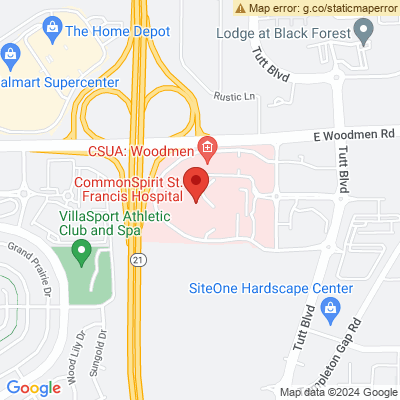 Map error: g.co/staticmaperror
The Home Depot
Lodge at Black Forest
Tutt Blvd
almart Supercenter
Rustic Ln
E Woodmen Rd
CSUA: Woodmen
Tutt Blvd
CommonSpirit St.
Francis Hospital
VillaSport Athletic
Club and Spa
Grand Prairie Dr
21
SiteOne Hardscape Center
Tutt Blvd
Wood Lily Dr
Sungold Dr
pleton Gap Rd
Google
Map data ©2024 Google